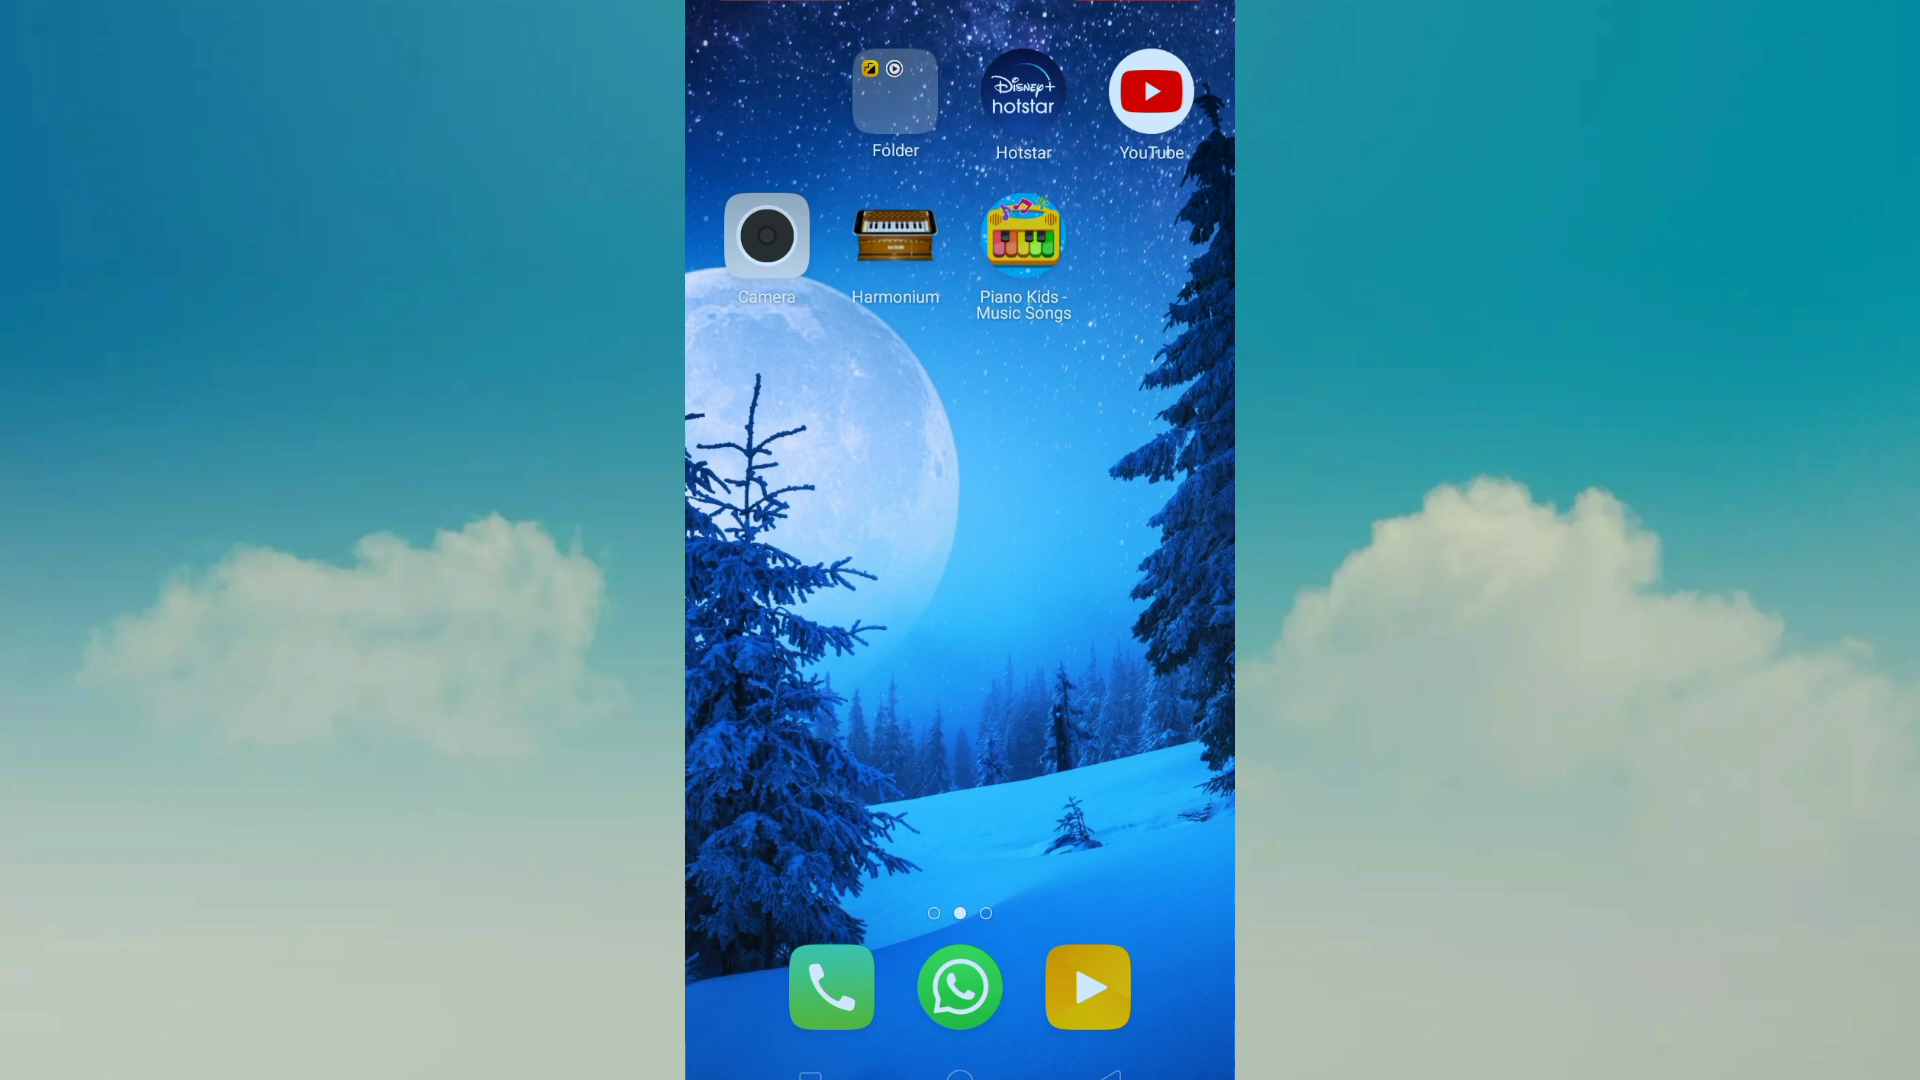 Disney+
hotstar
Folder
Hotstar
YouTube
Camera
Harmonium
Piano Kids -
Music Songs